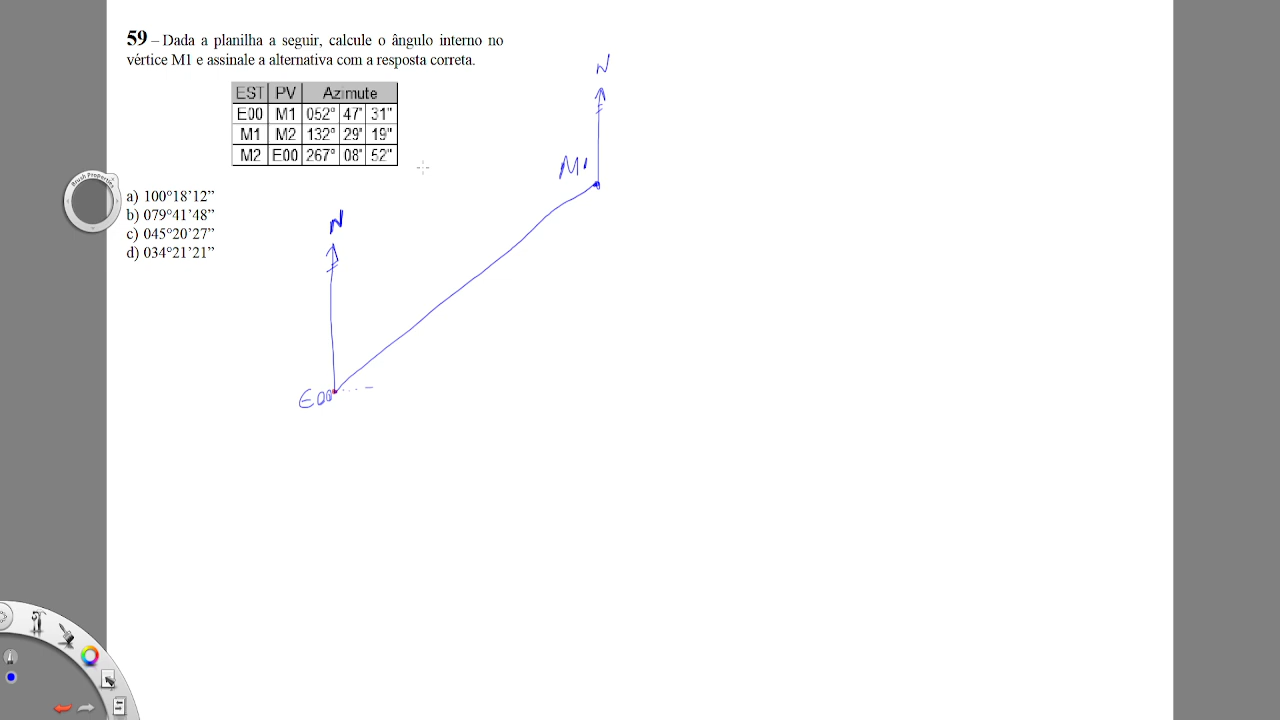 59 – Dada a planilha a seguir, calcule o ângulo interno no
vértice M1 e assinale a alternativa com a resposta correta.
EST PV Azimute
E00 M1 052° 47' 31"
M1 M2 132° 29' 19"
M2 E00 267° 08' 52"
a) 100°18’12”
b) 079°41’48”
c) 045°20’27”
d) 034°21’21”
N
M1
N
E00
Brush Properties